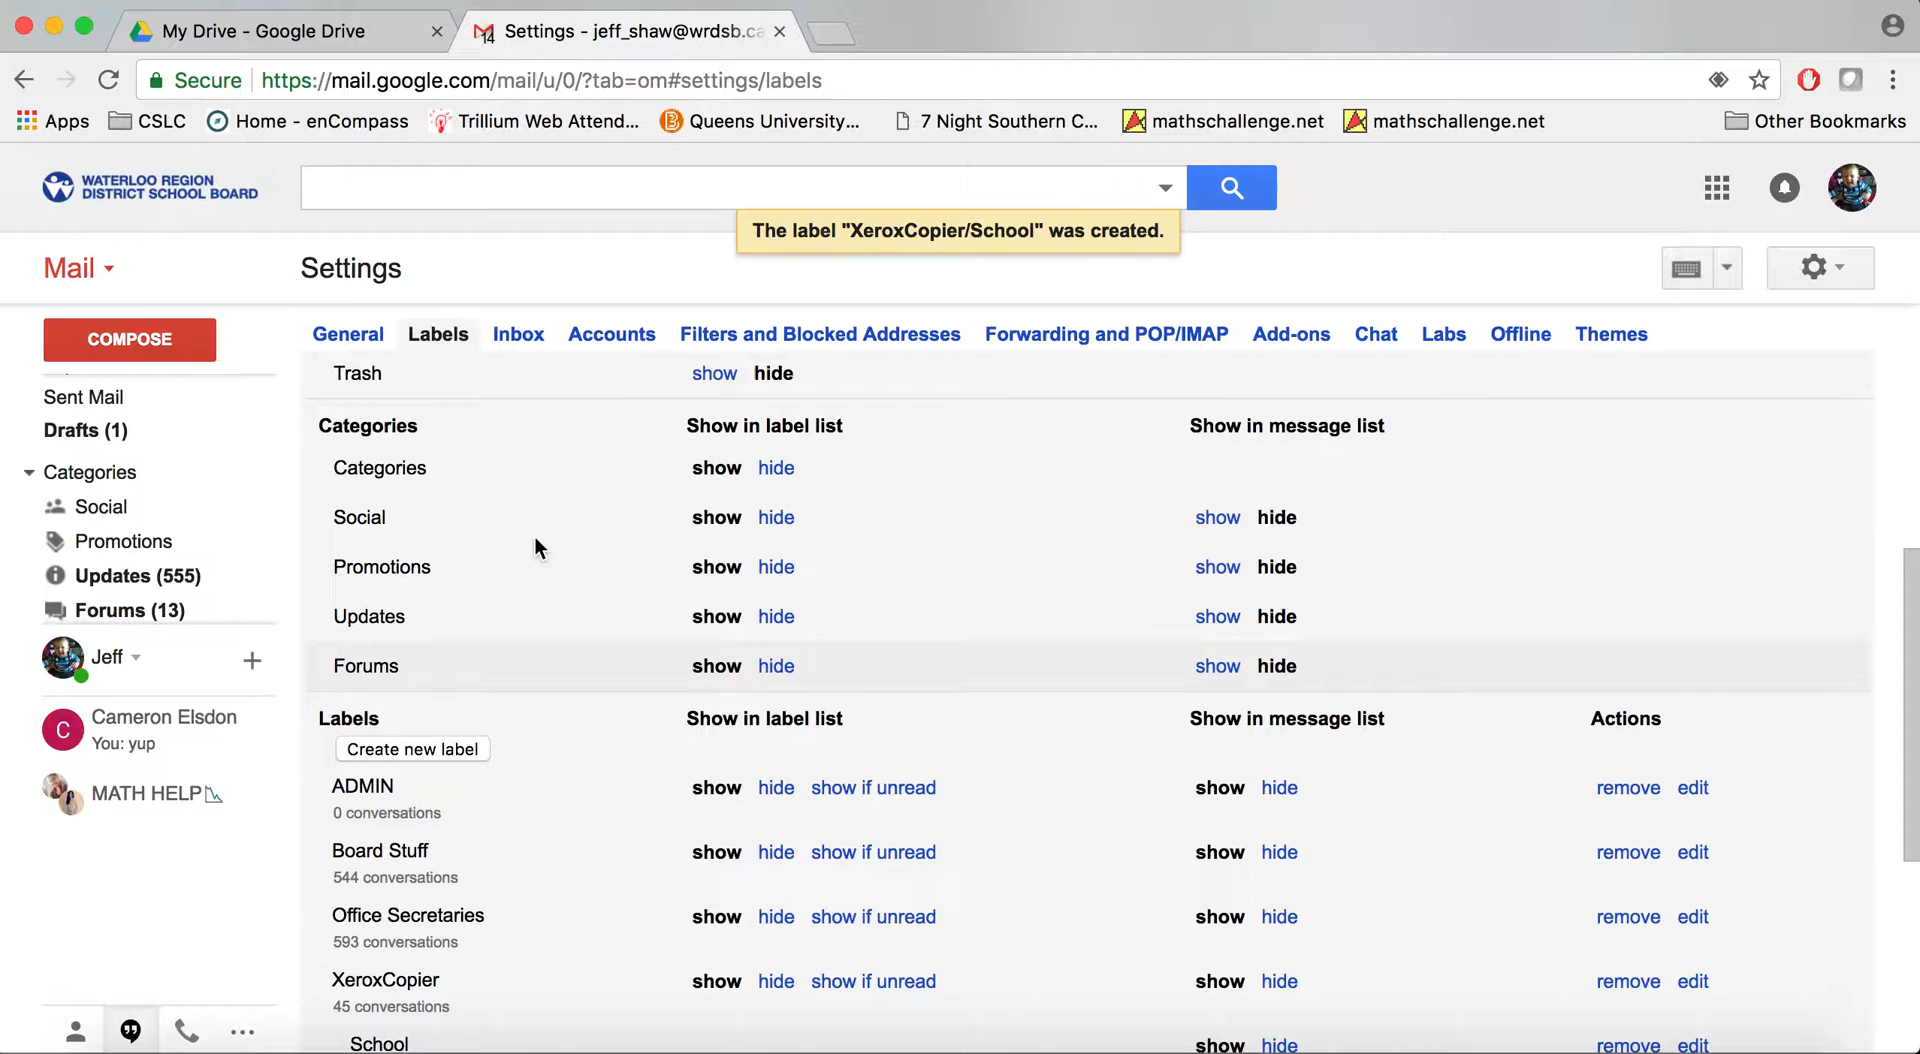 My Drive - Google Drive
Settings - jeff_shaw@wrdsb.ca
14
Secure https://mail.google.com/mail/u/0/?tab=om#settings/labels
Apps CSLC Home - enCompass Trillium Web Attend... Queens University... 7 Night Southern C... mathschallenge.net mathschallenge.net Other Bookmarks
WATERLOO REGION
DISTRICT SCHOOL BOARD
The label "XeroxCopier/School" was created.
Mail Settings
COMPOSE
General Labels Inbox Accounts Filters and Blocked Addresses Forwarding and POP/IMAP Add-ons Chat Labs Offline Themes
Sent Mail
Drafts (1)
Categories
Social
Promotions
Updates (555)
Forums (13)
Jeff
C Cameron Elsdon
You: yup
MATH HELP
Trash show hide
Categories Show in label list Show in message list
Categories show hide
Social show hide show hide
Promotions show hide show hide
Updates show hide show hide
Forums show hide show hide
Labels Show in label list Show in message list Actions
Create new label
ADMIN show hide show if unread show hide remove edit
0 conversations
Board Stuff show hide show if unread show hide remove edit
544 conversations
Office Secretaries show hide show if unread show hide remove edit
593 conversations
XeroxCopier show hide show if unread show hide remove edit
45 conversations
School show hide remove edit